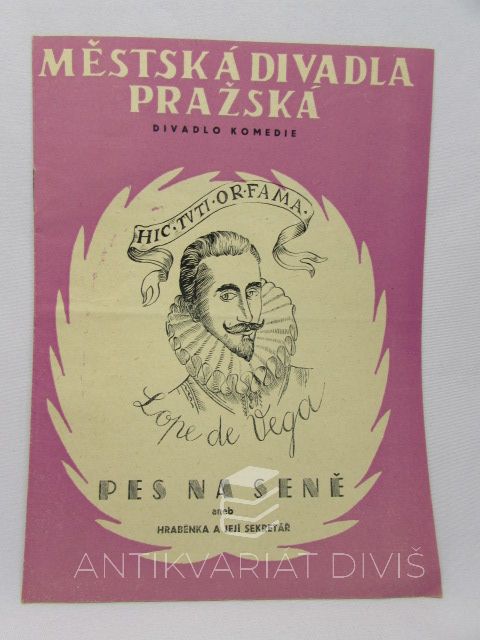 MĚSTSKÁ DIVADLA
PRAŽSKÁ
DIVADLO KOMEDIE
HIC·TVTI·OR·FAMA·
Lope de Vega
PES NA SENĚ
aneb
HRABĚNKA A JEJÍ SEKRETÁŘ
ANTIKVARIÁT DIVIŠ